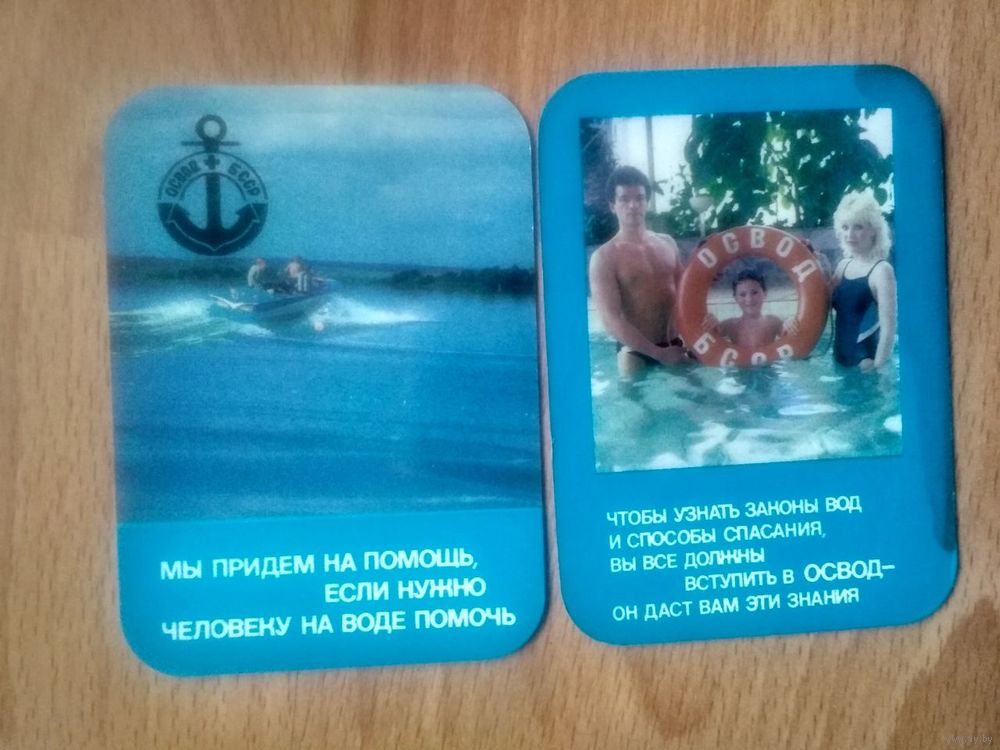 ОСВОД БССР
МЫ ПРИДЕМ НА ПОМОЩЬ,
ЕСЛИ НУЖНО
ЧЕЛОВЕКУ НА ВОДЕ ПОМОЧЬ
ОСВОД
БССР
ЧТОБЫ УЗНАТЬ ЗАКОНЫ ВОД
И СПОСОБЫ СПАСАНИЯ,
ВЫ ВСЕ ДОЛЖНЫ
ВСТУПИТЬ В ОСВОД—
ОН ДАСТ ВАМ ЭТИ ЗНАНИЯ